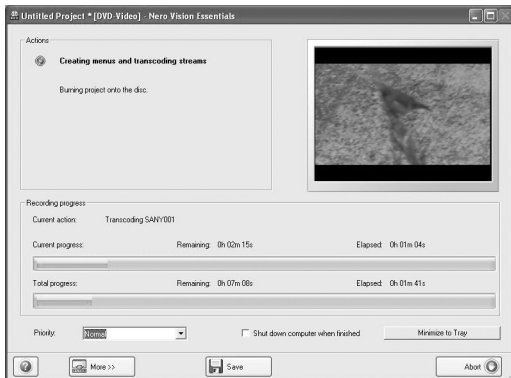 Untitled Project *[DVD-Video] - Nero Vision Essentials
Actions
Creating menus and transcoding streams
Burning project onto the disc.
Recording progress
Current action: Transcoding SANY001
Current progress: Remaining: 0h 02m 15s Elapsed: 0h 01m 04s
Total progress: Remaining: 0h 07m 08s Elapsed: 0h 01m 41s
Priority: Normal Shut down computer when finished Minimize to Tray
? More >> Save Abort